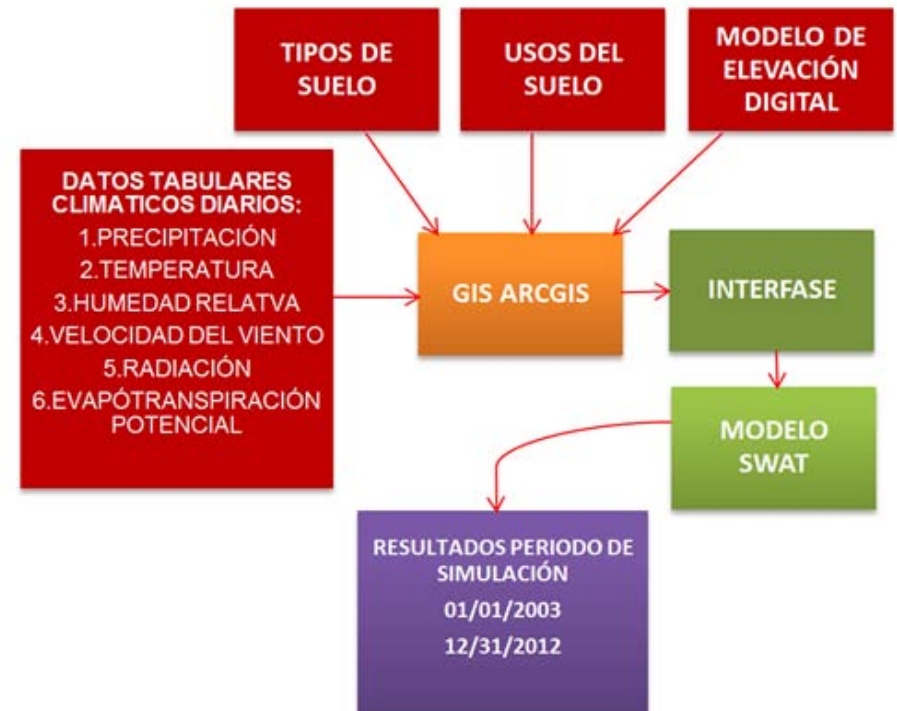 TIPOS DE
SUELO
USOS DEL
SUELO
MODELO DE
ELEVACIÓN
DIGITAL
DATOS TABULARES
CLIMATICOS DIARIOS:
1.PRECIPITACIÓN
2.TEMPERATURA
3.HUMEDAD RELATVA
4.VELOCIDAD DEL VIENTO
5.RADIACIÓN
6.EVAPÓTRANSPIRACIÓN
POTENCIAL
GIS ARCGIS
INTERFASE
MODELO
SWAT
RESULTADOS PERIODO DE
SIMULACIÓN
01/01/2003
12/31/2012